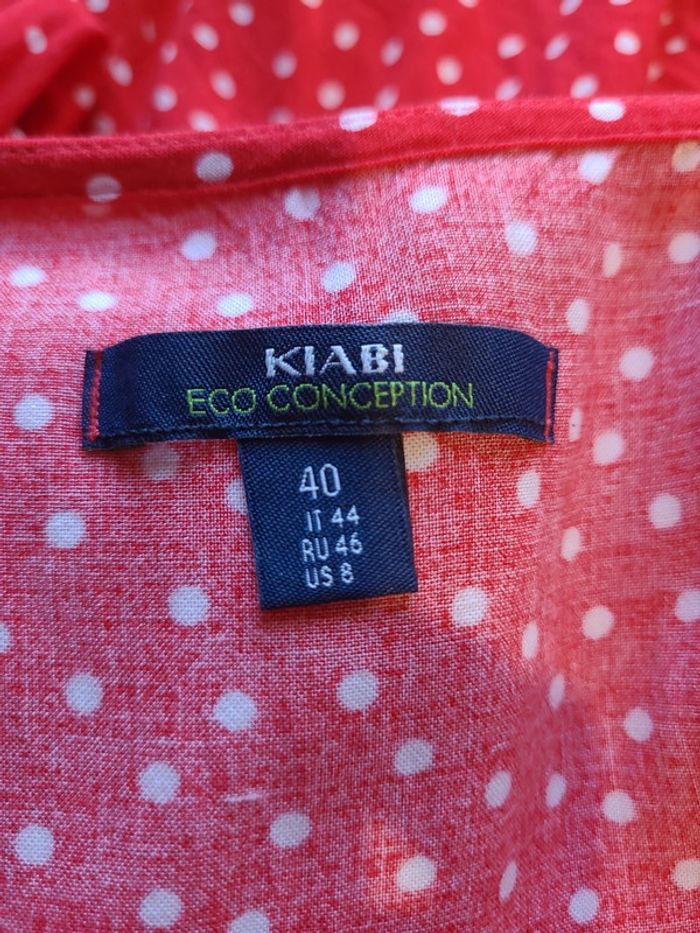 KIABI
ECO CONCEPTION
40
IT 44
RU 46
US 8